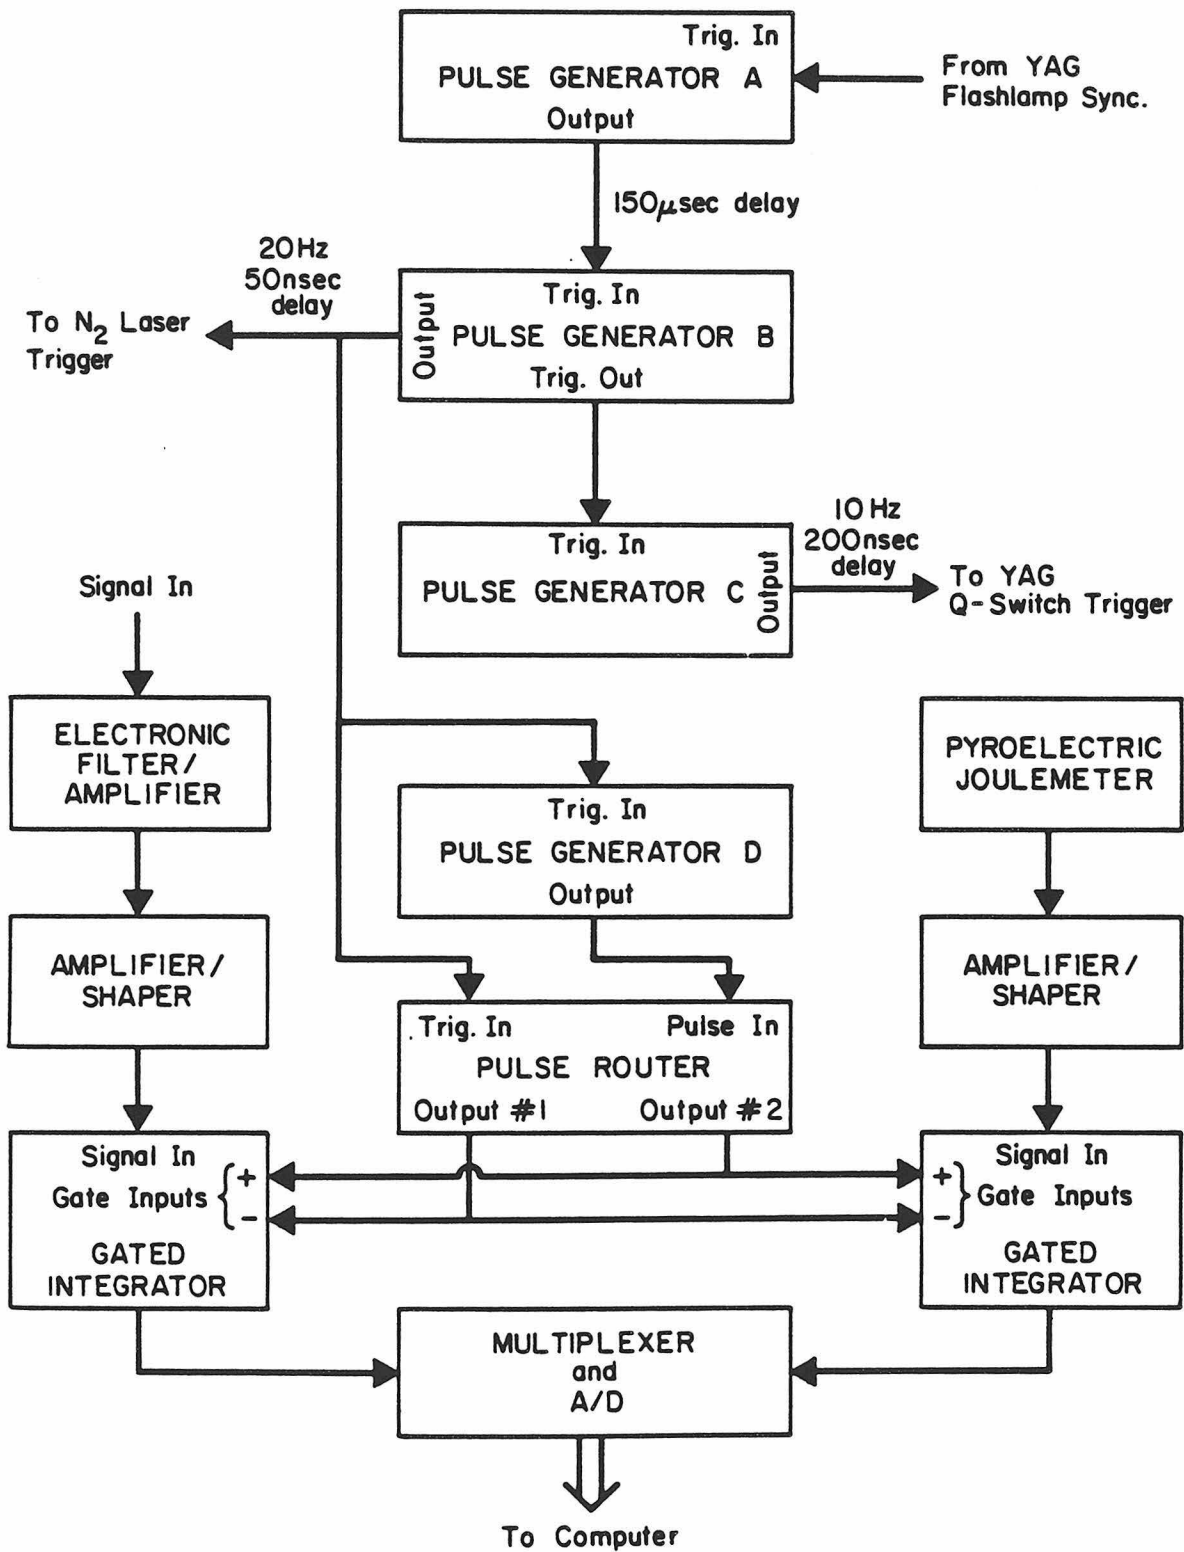 Trig. In
PULSE GENERATOR A
Output
From YAG
Flashlamp Sync.
150μsec delay
20Hz
50nsec
delay
To N₂ Laser
Trigger
Output
Trig. In
PULSE GENERATOR B
Trig. Out
10Hz
200nsec
delay
Trig. In
PULSE GENERATOR C
Output
To YAG
Q-Switch Trigger
Signal In
ELECTRONIC
FILTER/
AMPLIFIER
PYROELECTRIC
JOULEMETER
Trig. In
PULSE GENERATOR D
Output
AMPLIFIER/
SHAPER
AMPLIFIER/
SHAPER
Trig. In Pulse In
PULSE ROUTER
Output #1 Output #2
Signal In
Gate Inputs { +
-
GATED
INTEGRATOR
Signal In
+ } Gate Inputs
-
GATED
INTEGRATOR
MULTIPLEXER
and
A/D
To Computer